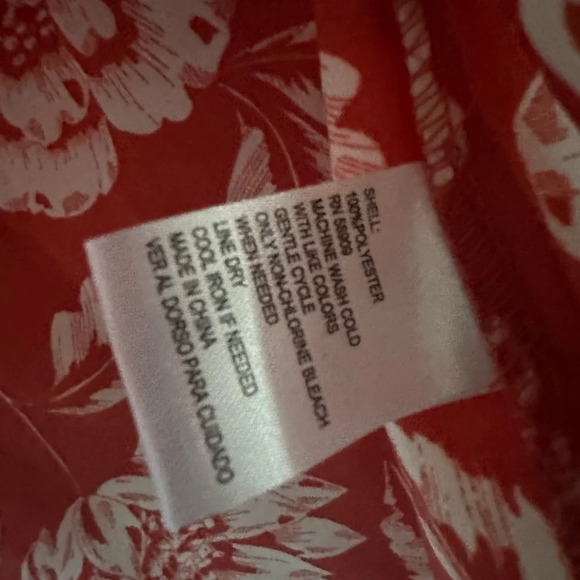 SHELL:
100%POLYESTER
RN 58909
MACHINE WASH COLD
WITH LIKE COLORS
GENTLE CYCLE
ONLY NON-CHLORINE BLEACH
WHEN NEEDED
LINE DRY
COOL IRON IF NEEDED
MADE IN CHINA
VER AL DORSO PARA CUIDADO